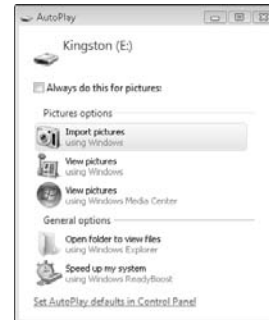 AutoPlay
Kingston (E:)
Always do this for pictures:
Pictures options
Import pictures
using Windows
View pictures
using Windows
View pictures
using Windows Media Center
General options
Open folder to view files
using Windows Explorer
Speed up my system
using Windows ReadyBoost
Set AutoPlay defaults in Control Panel